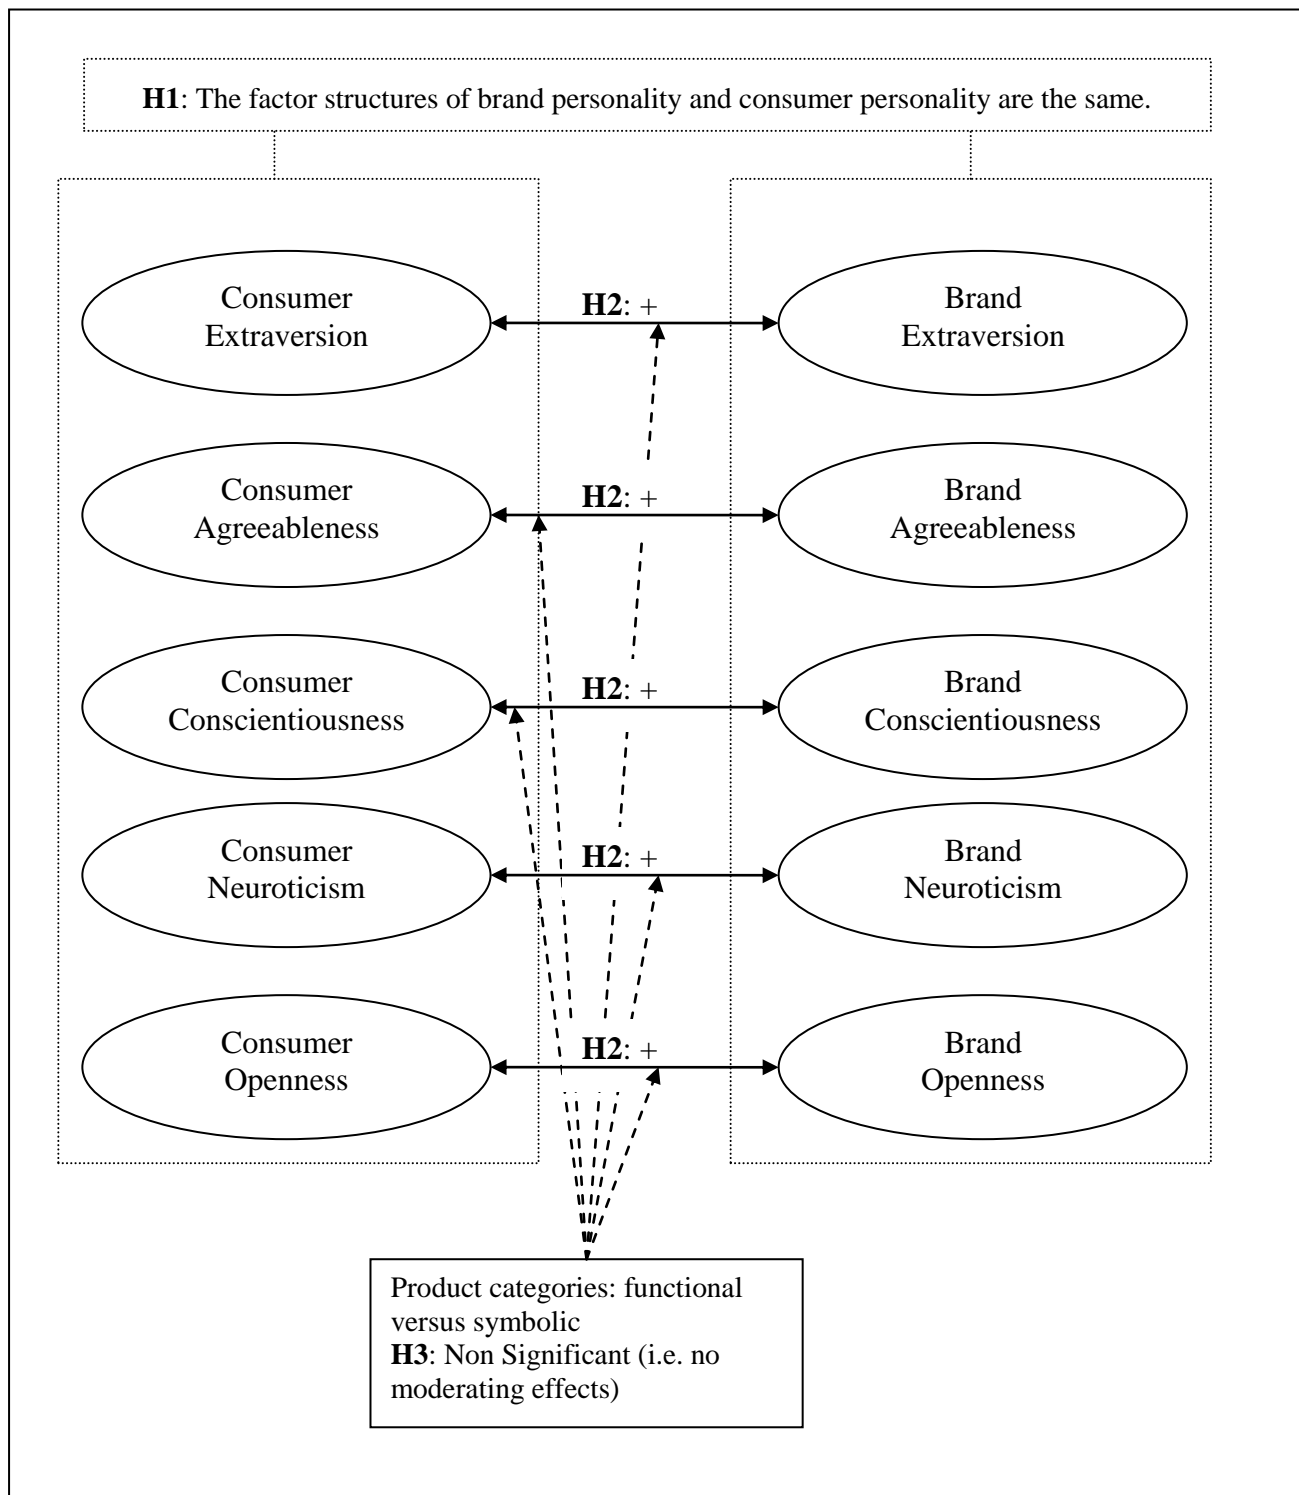 H1: The factor structures of brand personality and consumer personality are the same.
Consumer
Extraversion
H2: +
Brand
Extraversion
Consumer
Agreeableness
H2: +
Brand
Agreeableness
Consumer
Conscientiousness
H2: +
Brand
Conscientiousness
Consumer
Neuroticism
H2: +
Brand
Neuroticism
Consumer
Openness
H2: +
Brand
Openness
Product categories: functional
versus symbolic
H3: Non Significant (i.e. no
moderating effects)